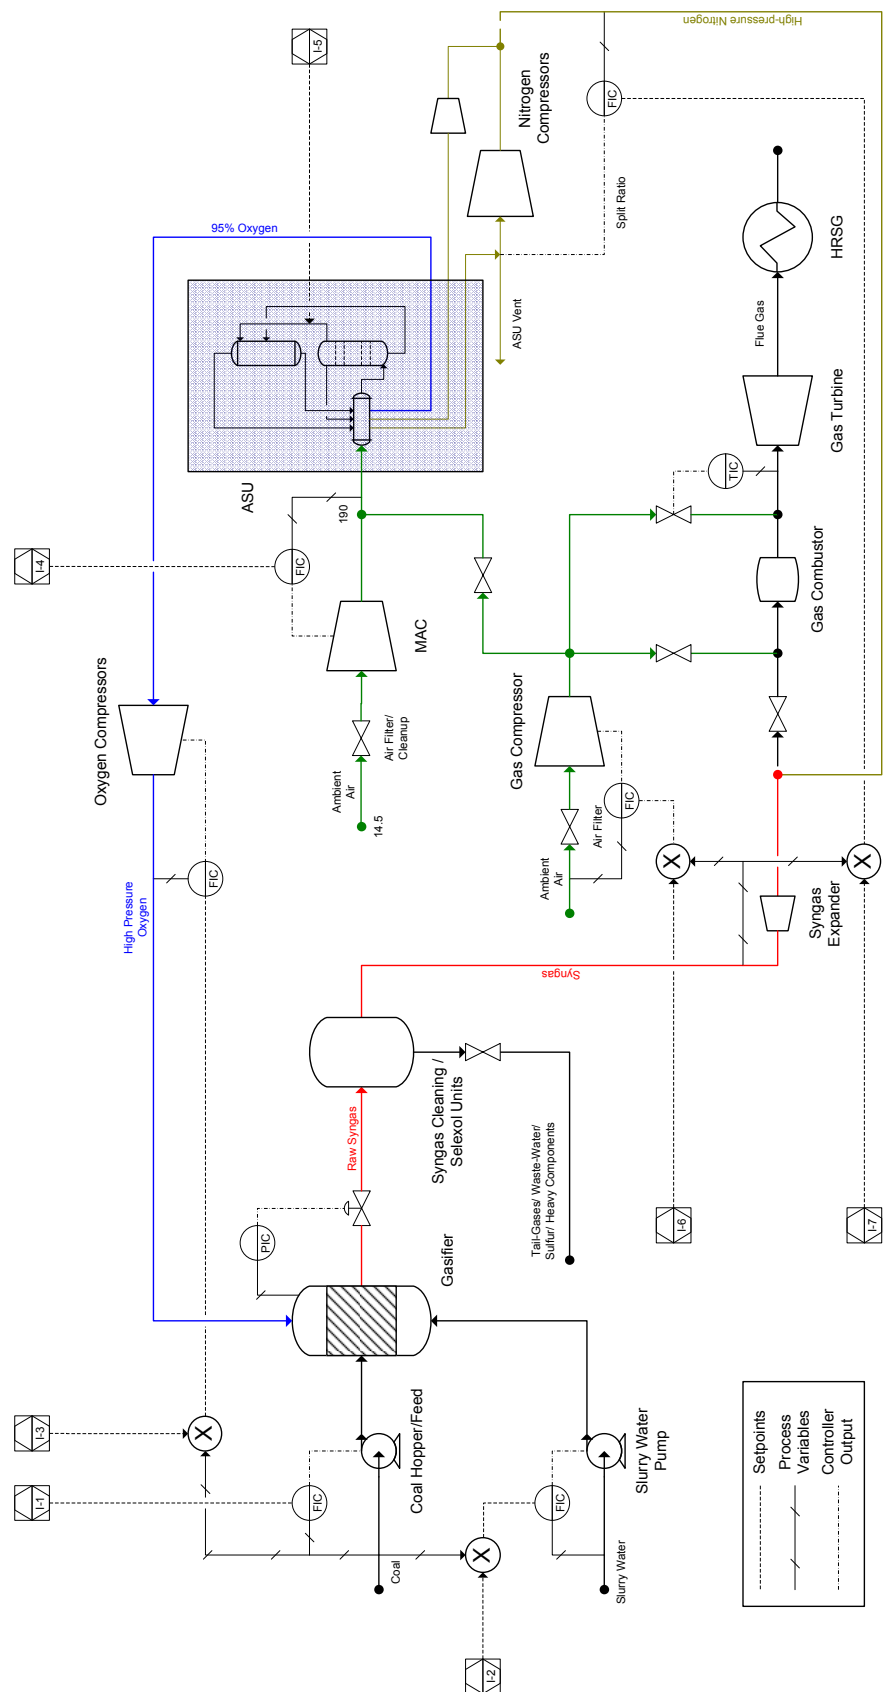 I-5
High-pressure Nitrogen
FIC
Nitrogen
Compressors
Split Ratio
HRSG
95% Oxygen
ASU Vent
Flue Gas
Gas Turbine
TIC
ASU
190
I-4
FIC
MAC
Gas Combustor
Oxygen Compressors
Air Filter/
Cleanup
Ambient
Air
14.5
Gas Compressor
FIC
Air Filter
Ambient
Air
FIC
High Pressure
Oxygen
X
X
Syngas
Expander
Syngas
Syngas Cleaning /
Selexol Units
Raw Syngas
Tail-Gases/ Waste-Water/
Sulfur/ Heavy Components
I-6
I-7
PIC
Gasifier
I-3
X
I-1
FIC
Coal Hopper/Feed
Coal
X
FIC
Slurry Water
Pump
Slurry Water
I-2
Setpoints
Process
Variables
Controller
Output